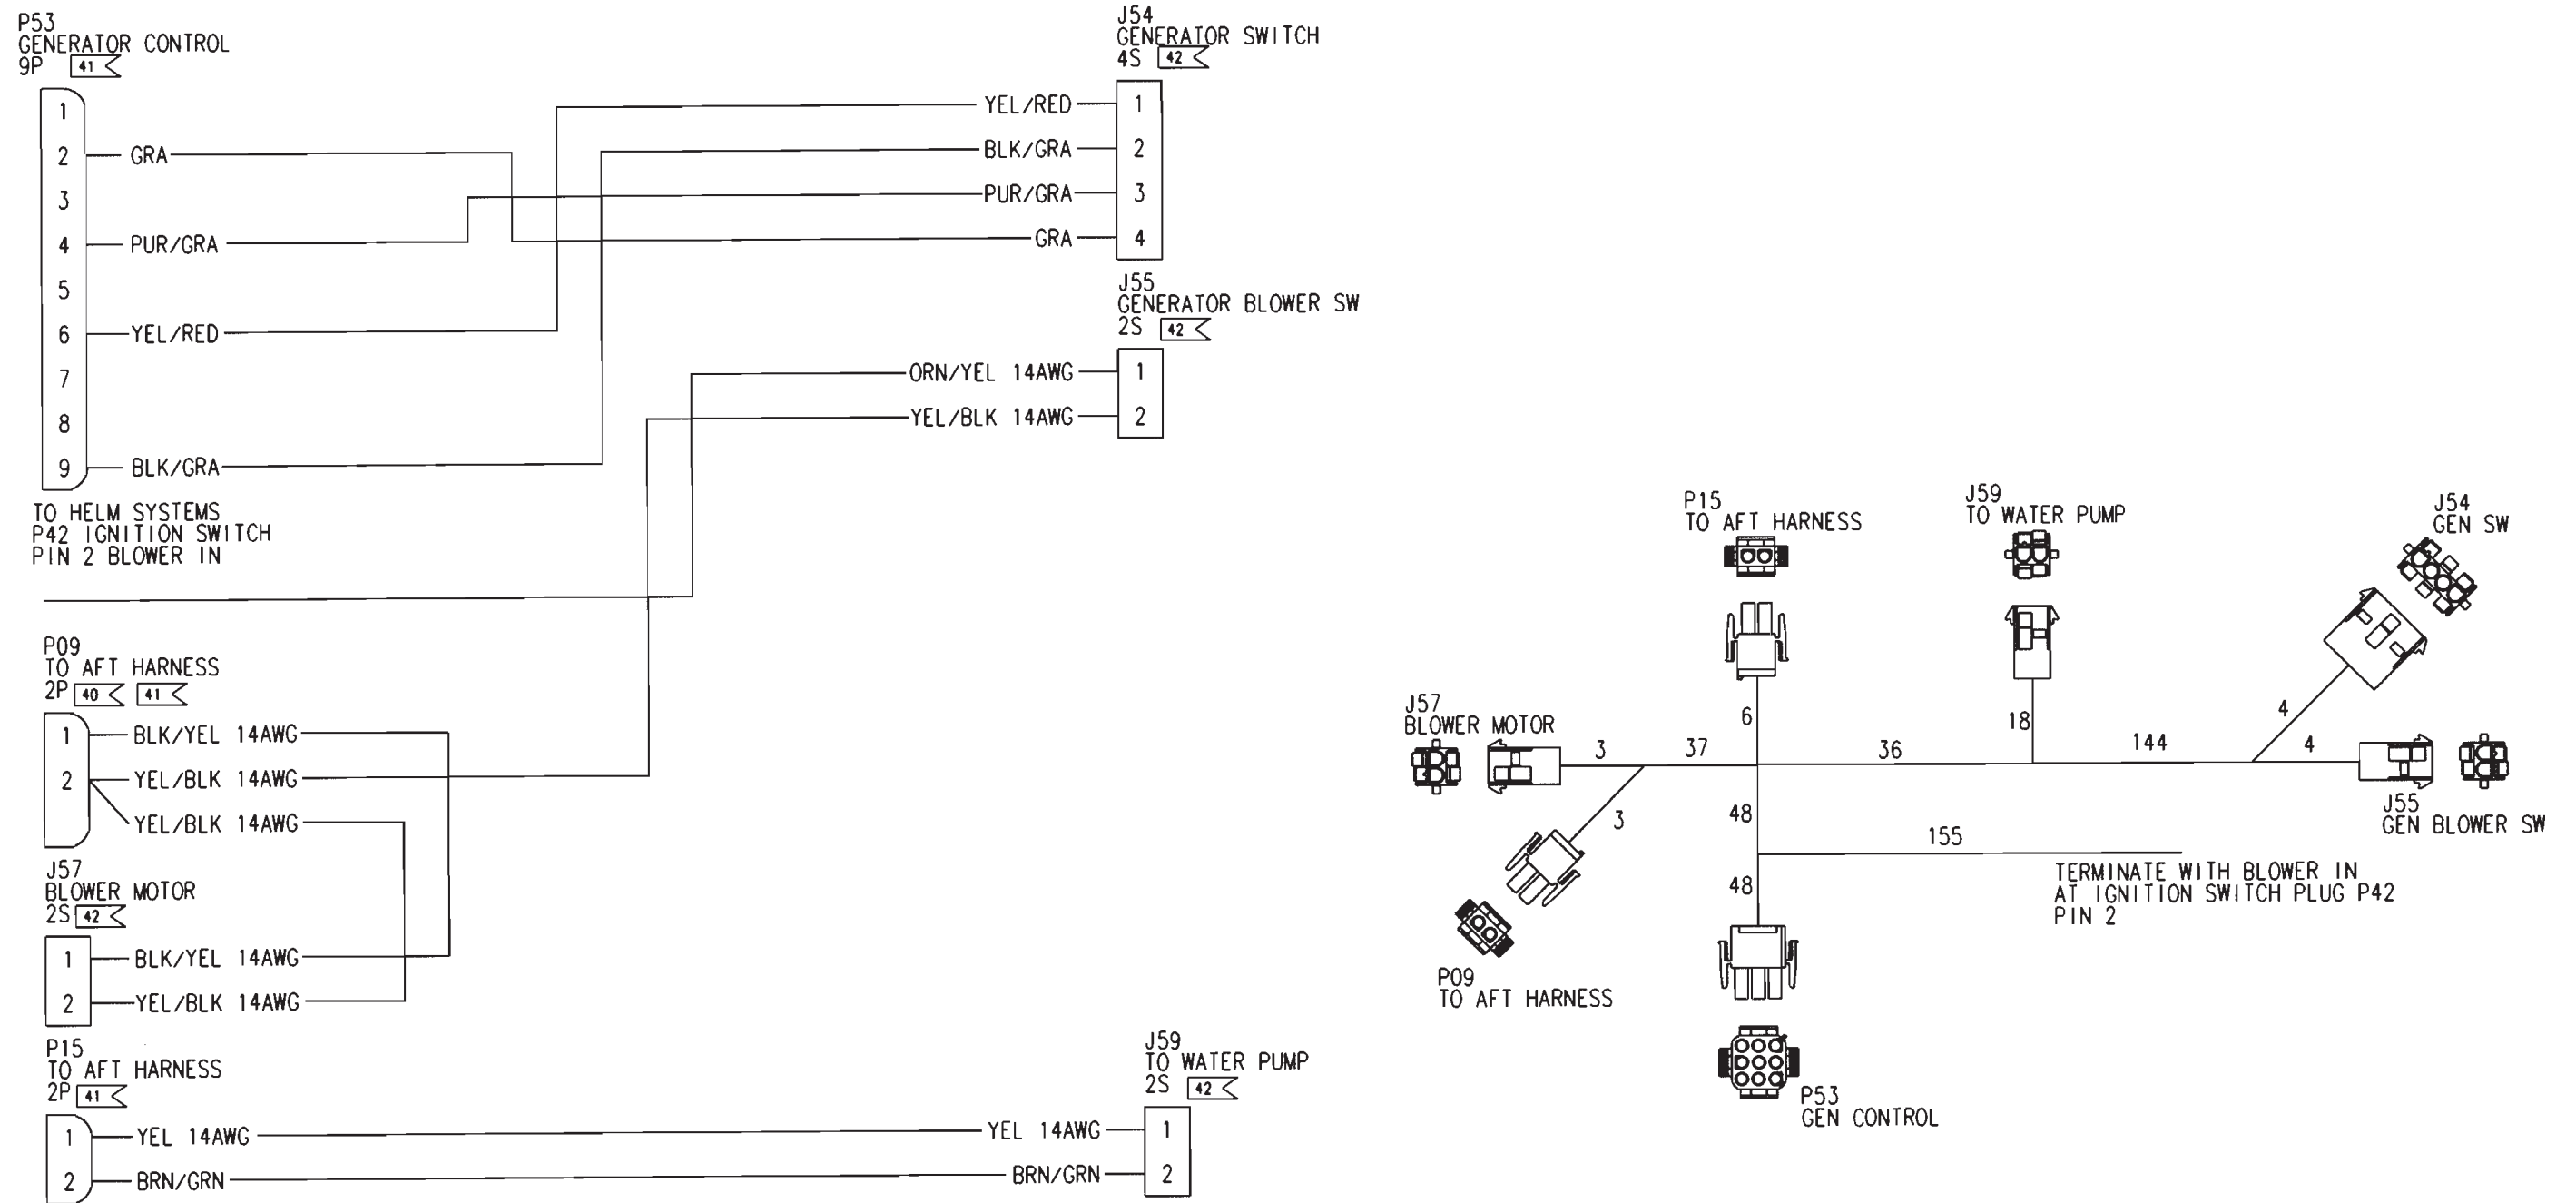 P53
GENERATOR CONTROL
9P 41
1
2 GRA
3
4 PUR/GRA
5
6 YEL/RED
7
8
9 BLK/GRA
TO HELM SYSTEMS
P42 IGNITION SWITCH
PIN 2 BLOWER IN
J54
GENERATOR SWITCH
4S 42
YEL/RED 1
BLK/GRA 2
PUR/GRA 3
GRA 4
J55
GENERATOR BLOWER SW
2S 42
ORN/YEL 14AWG 1
YEL/BLK 14AWG 2
P09
TO AFT HARNESS
2P 40 41
1 BLK/YEL 14AWG
2 YEL/BLK 14AWG
YEL/BLK 14AWG
J57
BLOWER MOTOR
2S 42
1 BLK/YEL 14AWG
2 YEL/BLK 14AWG
P15
TO AFT HARNESS
2P 41
1 YEL 14AWG
2 BRN/GRN
J59
TO WATER PUMP
2S 42
YEL 14AWG 1
BRN/GRN 2
P15
TO AFT HARNESS
J59
TO WATER PUMP
J54
GEN SW
J57
BLOWER MOTOR
3
37
6
36
18
144
4
4
J55
GEN BLOWER SW
3
48
155
TERMINATE WITH BLOWER IN
AT IGNITION SWITCH PLUG P42
PIN 2
48
P09
TO AFT HARNESS
P53
GEN CONTROL